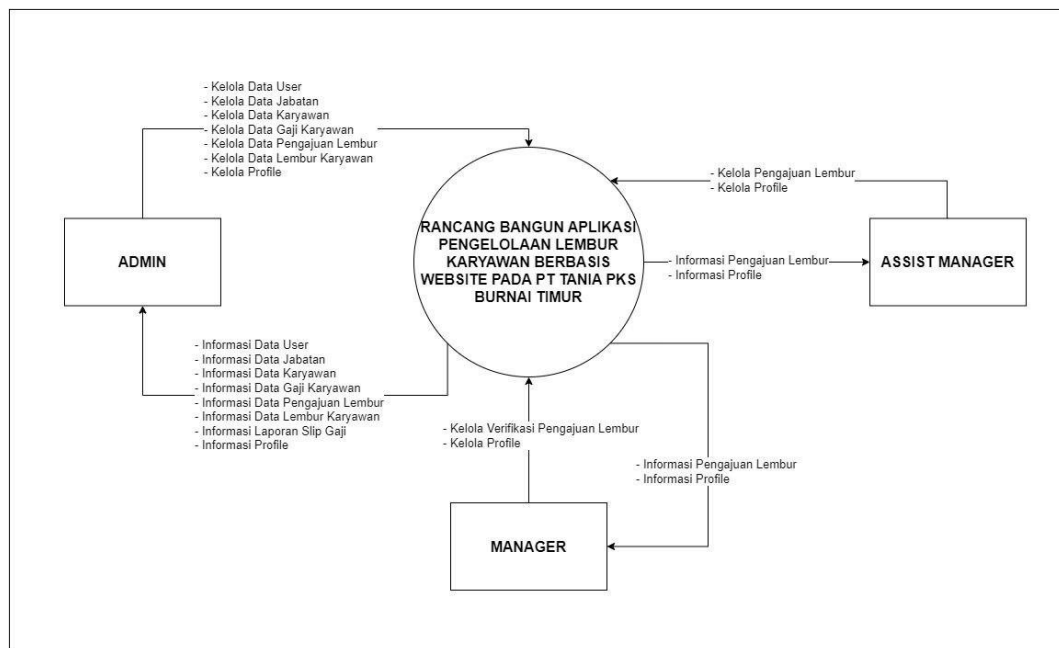 - Kelola Data User
- Kelola Data Jabatan
- Kelola Data Karyawan
- Kelola Data Gaji Karyawan
- Kelola Data Pengajuan Lembur
- Kelola Data Lembur Karyawan
- Kelola Profile
- Kelola Pengajuan Lembur
- Kelola Profile
ADMIN
RANCANG BANGUN APLIKASI
PENGELOLAAN LEMBUR
KARYAWAN BERBASIS
WEBSITE PADA PT TANIA PKS
BURNAI TIMUR
- Informasi Pengajuan Lembur
- Informasi Profile
ASSIST MANAGER
- Informasi Data User
- Informasi Data Jabatan
- Informasi Data Karyawan
- Informasi Data Gaji Karyawan
- Informasi Data Pengajuan Lembur
- Informasi Data Lembur Karyawan
- Informasi Laporan Slip Gaji
- Informasi Profile
- Kelola Verifikasi Pengajuan Lembur
- Kelola Profile
- Informasi Pengajuan Lembur
- Informasi Profile
MANAGER